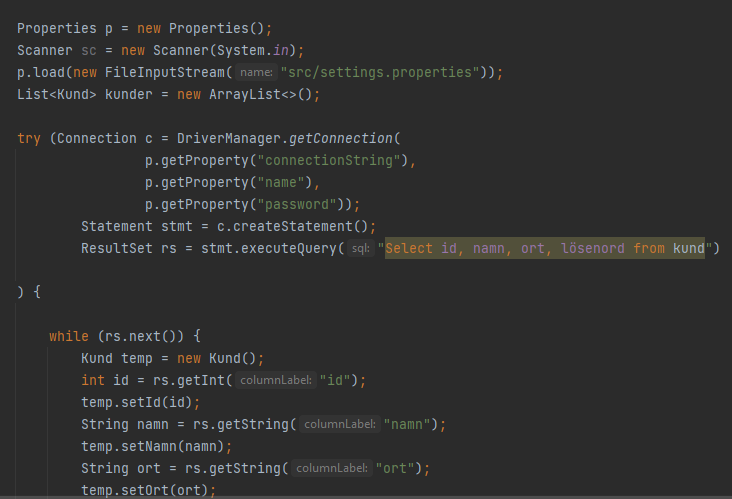 Properties p = new Properties();
Scanner sc = new Scanner(System.in);
p.load(new FileInputStream( name: "src/settings.properties"));
List<Kund> kunder = new ArrayList<>();
try (Connection c = DriverManager.getConnection(
p.getProperty("connectionString"),
p.getProperty("name"),
p.getProperty("password"));
Statement stmt = c.createStatement();
ResultSet rs = stmt.executeQuery( sql: "Select id, namn, ort, lösenord from kund")
) {
while (rs.next()) {
Kund temp = new Kund();
int id = rs.getInt( columnLabel: "id");
temp.setId(id);
String namn = rs.getString( columnLabel: "namn");
temp.setNamn(namn);
String ort = rs.getString( columnLabel: "ort");
temp.setOrt(ort);